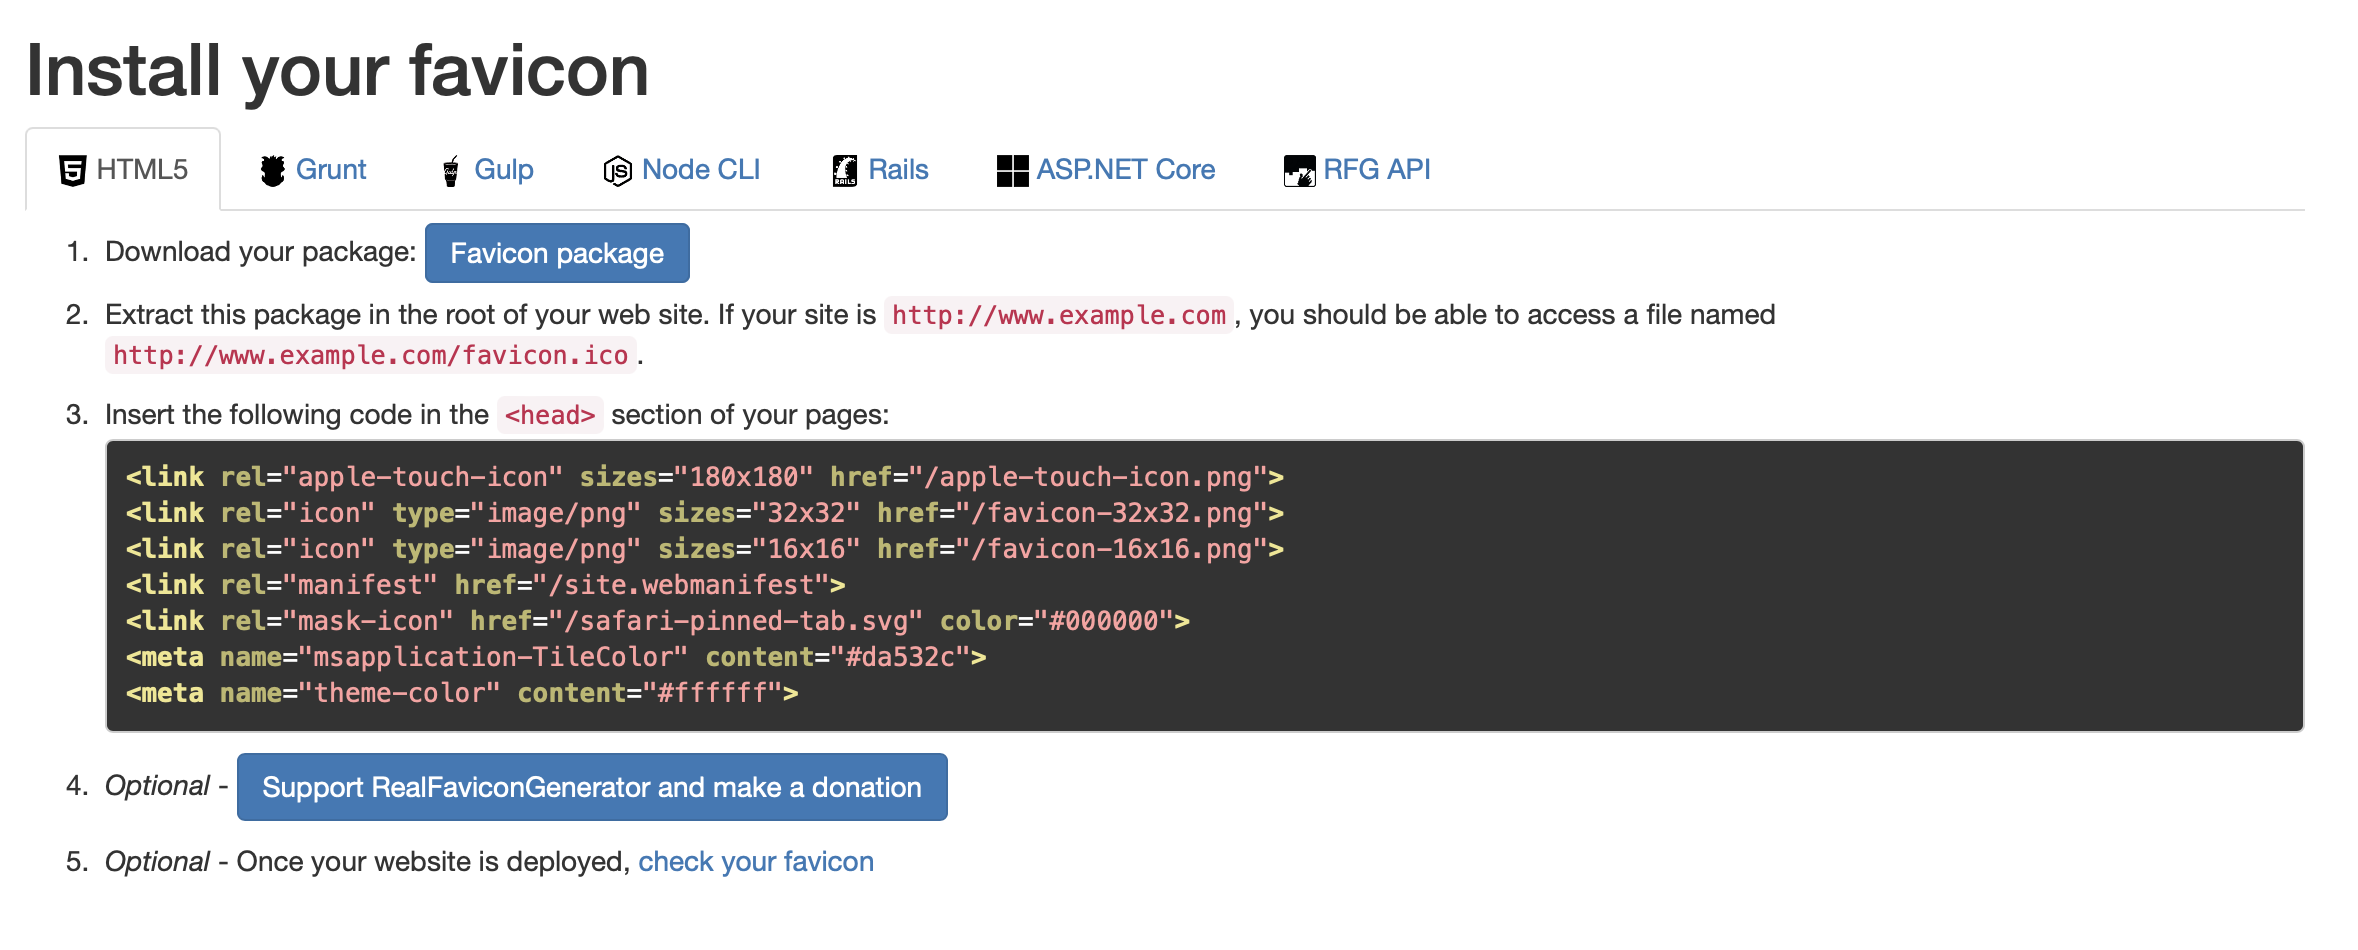 Install your favicon
HTML5 Grunt Gulp Node CLI Rails ASP.NET Core RFG API
1. Download your package: Favicon package
2. Extract this package in the root of your web site. If your site is http://www.example.com, you should be able to access a file named
http://www.example.com/favicon.ico.
3. Insert the following code in the <head> section of your pages:
<link rel="apple-touch-icon" sizes="180x180" href="/apple-touch-icon.png">
<link rel="icon" type="image/png" sizes="32x32" href="/favicon-32x32.png">
<link rel="icon" type="image/png" sizes="16x16" href="/favicon-16x16.png">
<link rel="manifest" href="/site.webmanifest">
<link rel="mask-icon" href="/safari-pinned-tab.svg" color="#000000">
<meta name="msapplication-TileColor" content="#da532c">
<meta name="theme-color" content="#ffffff">
4. Optional - Support RealFaviconGenerator and make a donation
5. Optional - Once your website is deployed, check your favicon